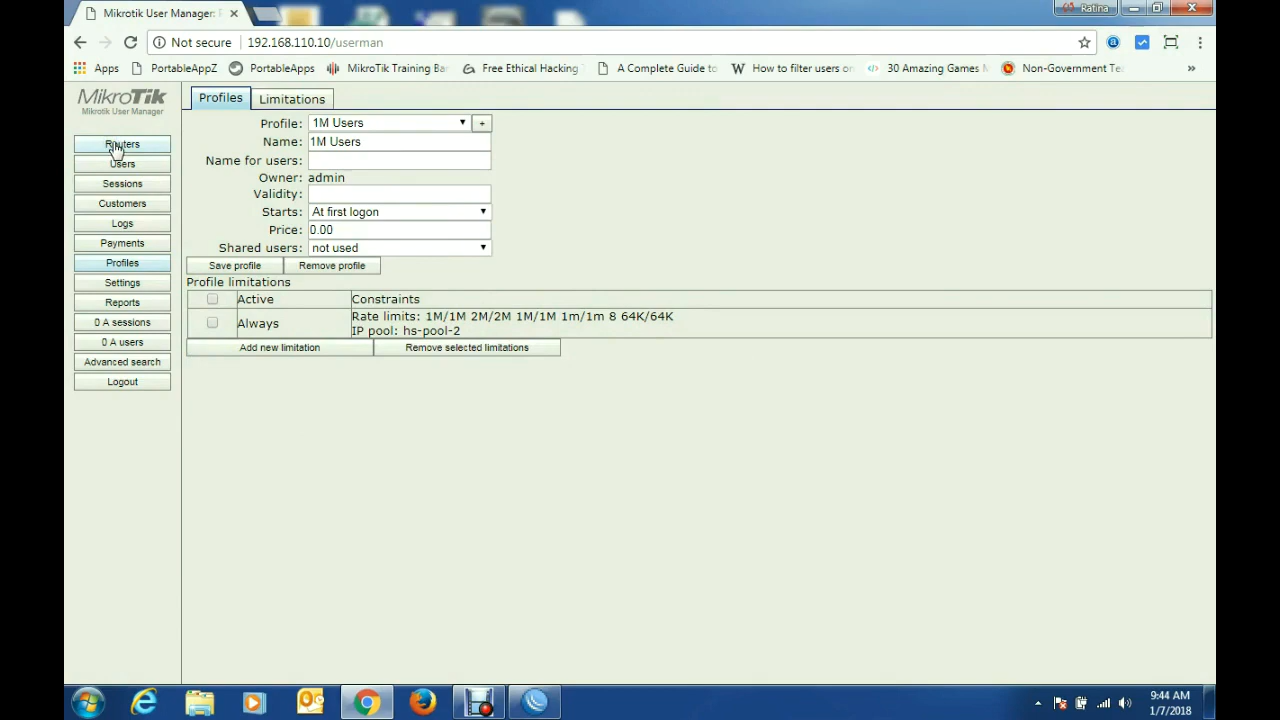 Mikrotik User Manager:
Ratina
Not secure 192.168.110.10/userman
Apps PortableAppZ PortableApps MikroTik Training Ba Free Ethical Hacking A Complete Guide to How to filter users or 30 Amazing Games Non-Government Te »
MikroTik
Mikrotik User Manager
Routers
Users
Sessions
Customers
Logs
Payments
Profiles
Settings
Reports
0 A sessions
0 A users
Advanced search
Logout
Profiles Limitations
Profile: 1M Users +
Name: 1M Users
Name for users:
Owner: admin
Validity:
Starts: At first logon
Price: 0.00
Shared users: not used
Save profile Remove profile
Profile limitations
Active Constraints
Always Rate limits: 1M/1M 2M/2M 1M/1M 1m/1m 8 64K/64K
IP pool: hs-pool-2
Add new limitation Remove selected limitations
9:44 AM
1/7/2018